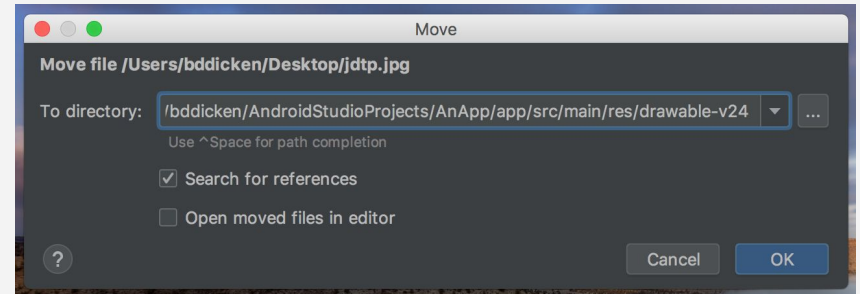 Move
Move file /Users/bddicken/Desktop/jdtp.jpg
To directory: /bddicken/AndroidStudioProjects/AnApp/app/src/main/res/drawable-v24 ...
Use ^Space for path completion
Search for references
Open moved files in editor
? Cancel OK